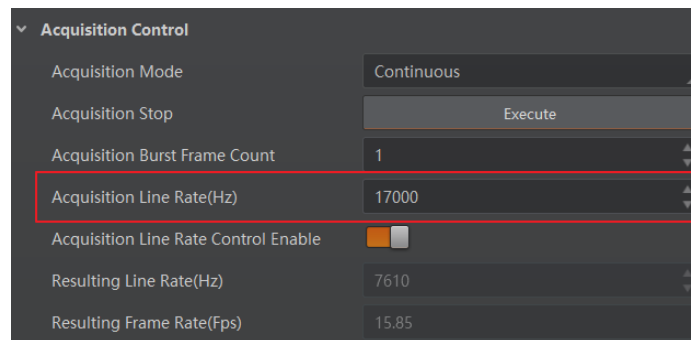 Acquisition Control
Acquisition Mode Continuous
Acquisition Stop Execute
Acquisition Burst Frame Count 1
Acquisition Line Rate(Hz) 17000
Acquisition Line Rate Control Enable
Resulting Line Rate(Hz) 7610
Resulting Frame Rate(Fps) 15.85